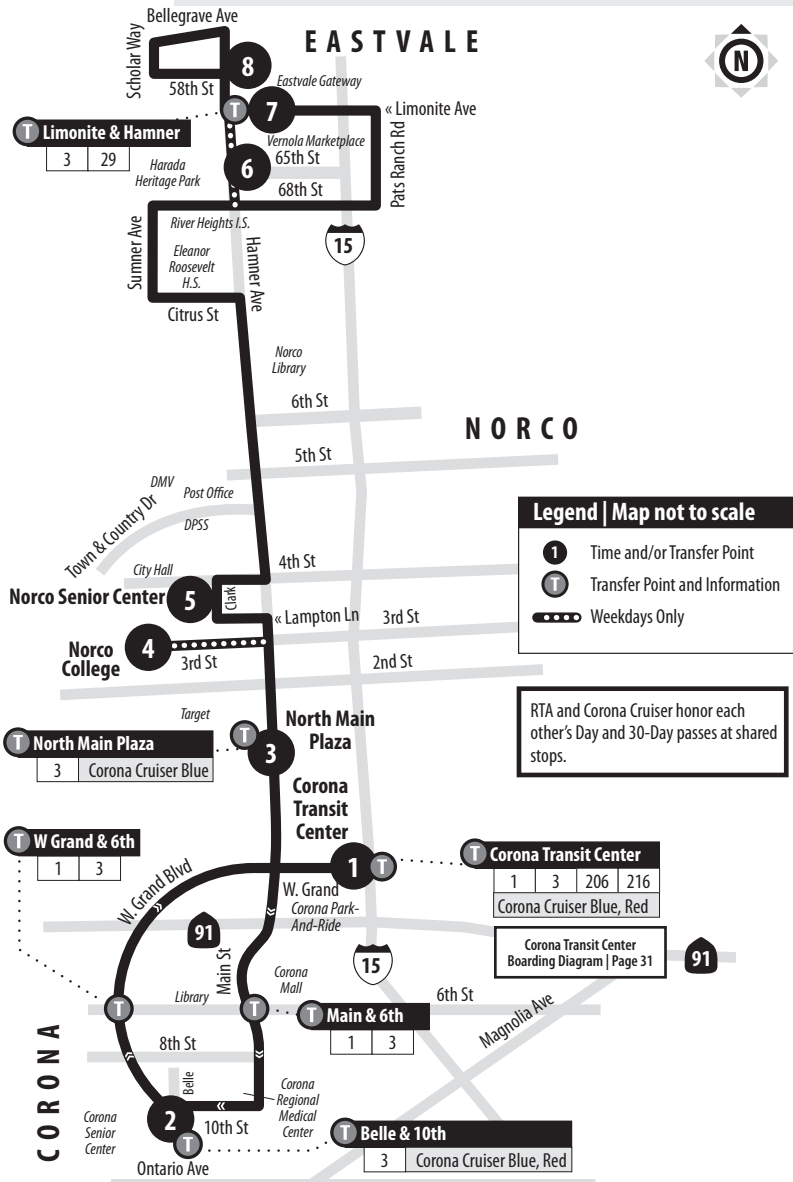 Bellegrave Ave
EASTVALE
N
Scholar Way
8
58th St
Eastvale Gateway
T
7
« Limonite Ave
T Limonite & Hamner
3 29
Vernola Marketplace
65th St
6
Harada
Heritage Park
68th St
Pats Ranch Rd
River Heights I.S.
Sumner Ave
Eleanor
Roosevelt
H.S.
Hamner Ave
15
Citrus St
Norco
Library
6th St
NORCO
5th St
DMV
Post Office
Town & Country Dr
DPSS
Legend | Map not to scale
1 Time and/or Transfer Point
T Transfer Point and Information
Weekdays Only
City Hall
4th St
Norco Senior Center
5
Clark
« Lampton Ln
3rd St
Norco
College
4
3rd St
2nd St
RTA and Corona Cruiser honor each
other's Day and 30-Day passes at shared
stops.
Target
North Main
Plaza
T
3
T North Main Plaza
3 Corona Cruiser Blue
Corona
Transit
Center
T W Grand & 6th
1 3
1
T
T Corona Transit Center
1 3 206 216
Corona Cruiser Blue, Red
W. Grand Blvd
W. Grand
Corona Park-
And-Ride
91
Corona Transit Center
Boarding Diagram | Page 31
91
15
Main St
Corona
Mall
Library
6th St
T
T
T Main & 6th
1 3
Magnolia Ave
CORONA
8th St
Belle
Corona
Regional
Medical
Center
2
10th St
Corona
Senior
Center
T
T Belle & 10th
3 Corona Cruiser Blue, Red
Ontario Ave